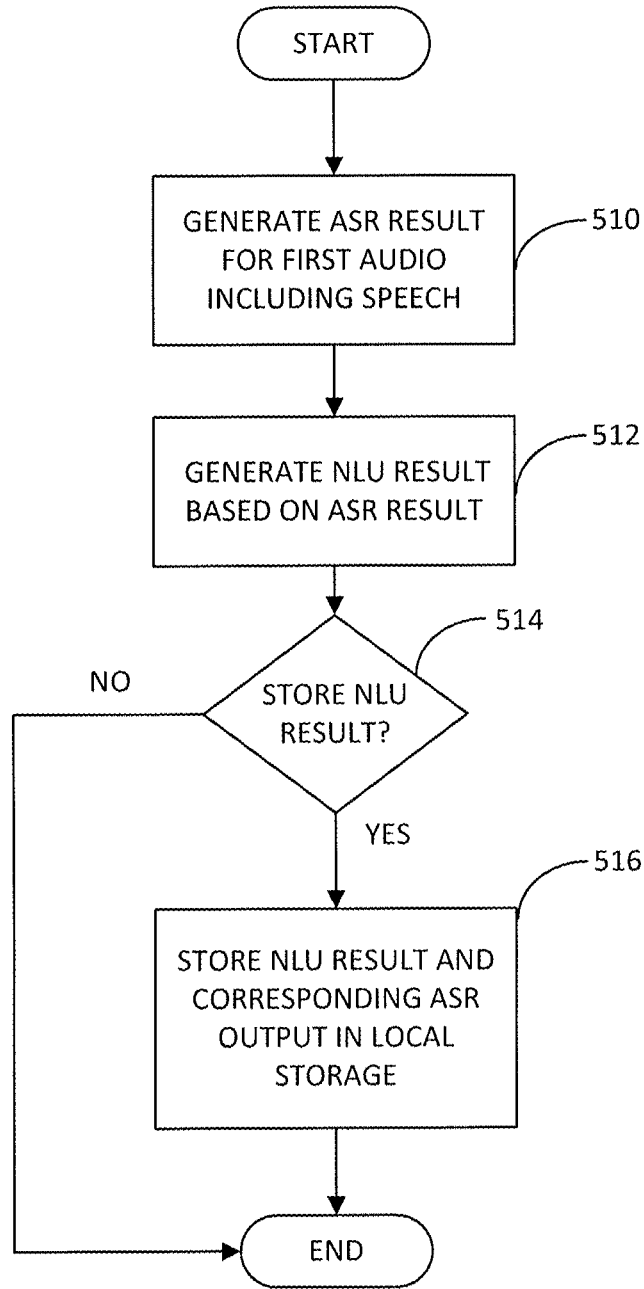 START
GENERATE ASR RESULT
FOR FIRST AUDIO
INCLUDING SPEECH
510
GENERATE NLU RESULT
BASED ON ASR RESULT
512
514
NO
STORE NLU
RESULT?
YES
516
STORE NLU RESULT AND
CORRESPONDING ASR
OUTPUT IN LOCAL
STORAGE
END